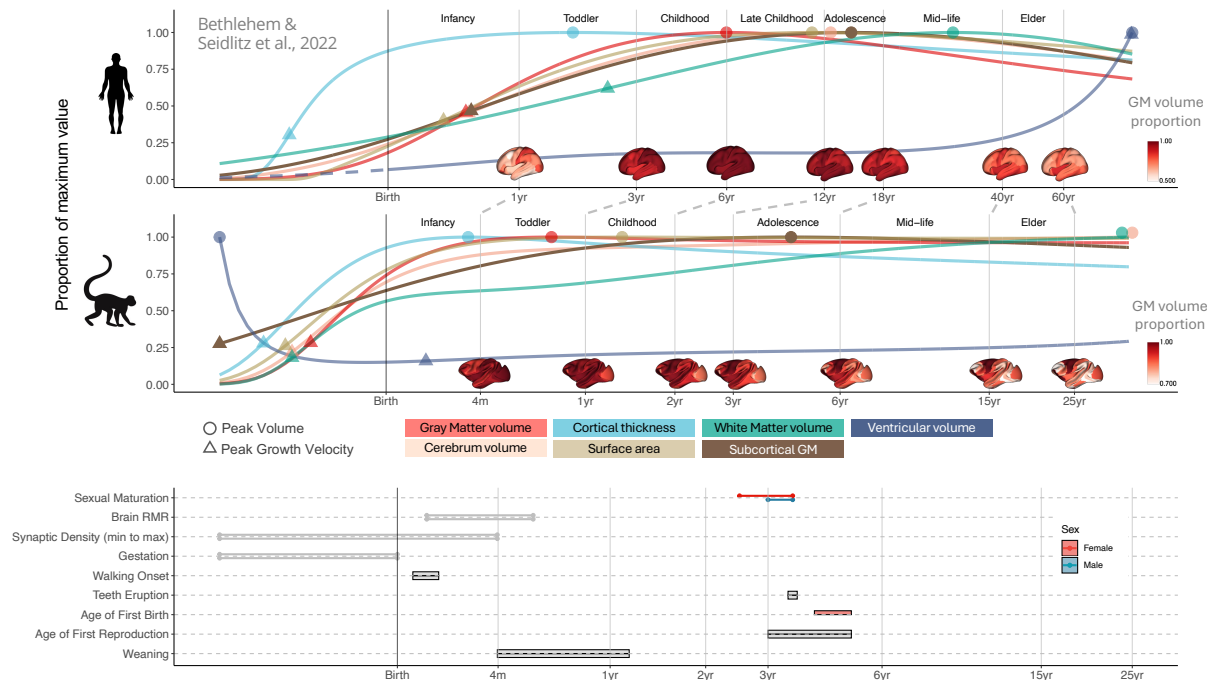 Bethlehem &
Seidlitz et al., 2022
Infancy Toddler Childhood Late Childhood Adolescence Mid-life Elder
1.00
0.75
0.50
0.25
0.00
GM volume
proportion
1.00
0.500
Birth 1yr 3yr 6yr 12yr 18yr 40yr 60yr
Proportion of maximum value
Infancy Toddler Childhood Adolescence Mid-life Elder
1.00
0.75
0.50
0.25
0.00
GM volume
proportion
1.00
0.700
Birth 4m 1yr 2yr 3yr 6yr 15yr 25yr
Peak Volume
Peak Growth Velocity
Gray Matter volume Cortical thickness White Matter volume Ventricular volume
Cerebrum volume Surface area Subcortical GM
Sexual Maturation
Brain RMR
Synaptic Density (min to max)
Gestation
Walking Onset
Teeth Eruption
Age of First Birth
Age of First Reproduction
Weaning
Sex
Female
Male
Birth 4m 1yr 2yr 3yr 6yr 15yr 25yr